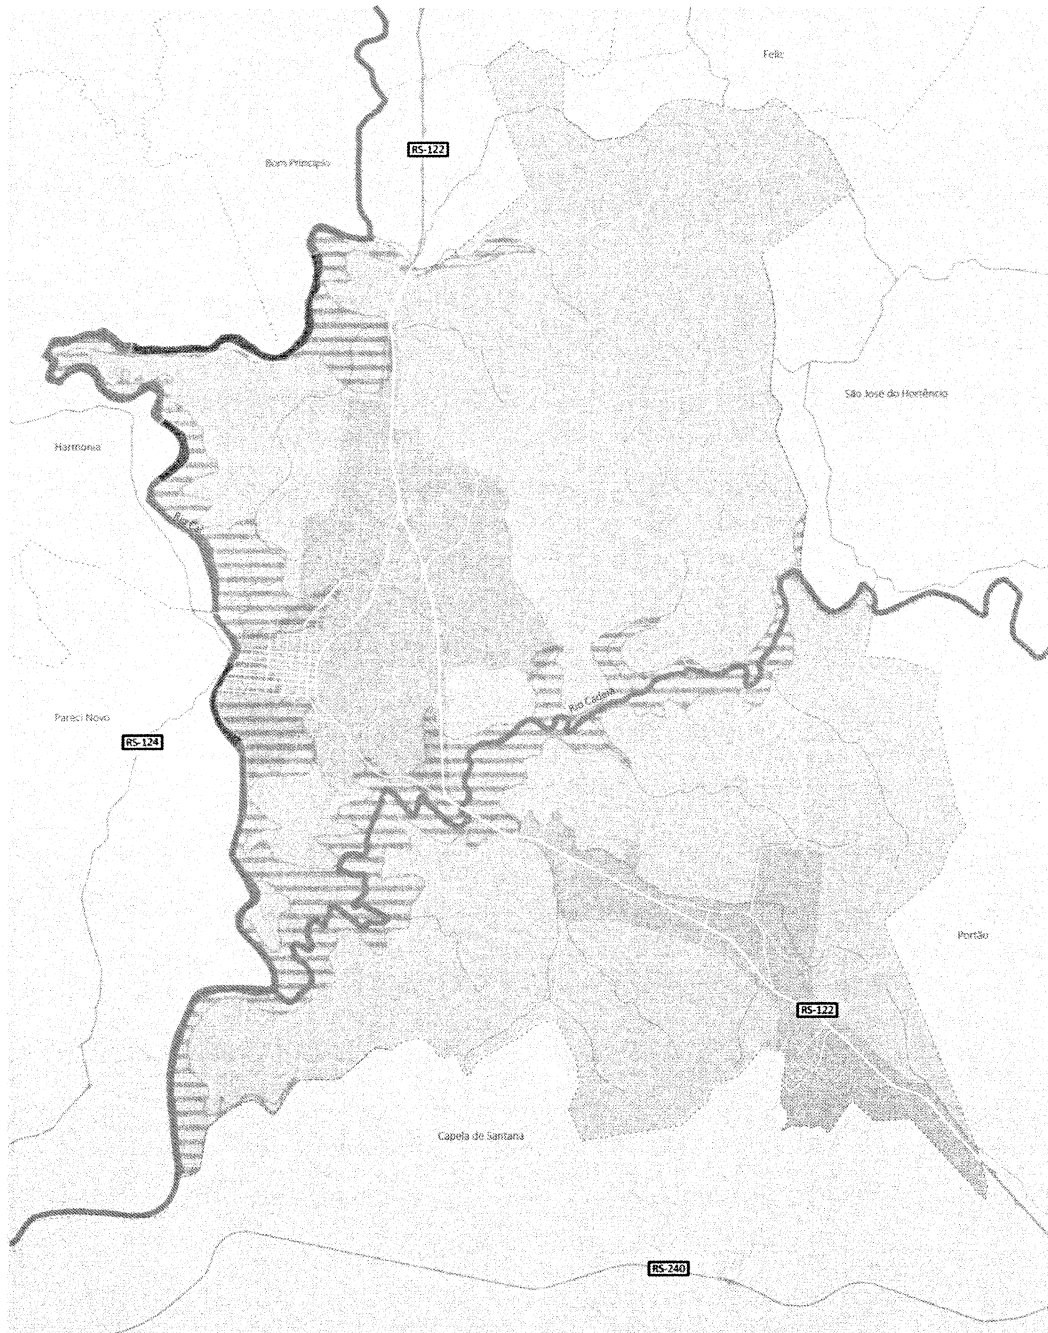 Feliz
RS-122
Bom Princípio
São José do Hortêncio
Harmonia
Rio Cadeia
Pareci Novo
RS-124
Portão
RS-122
Capela de Santana
RS-240